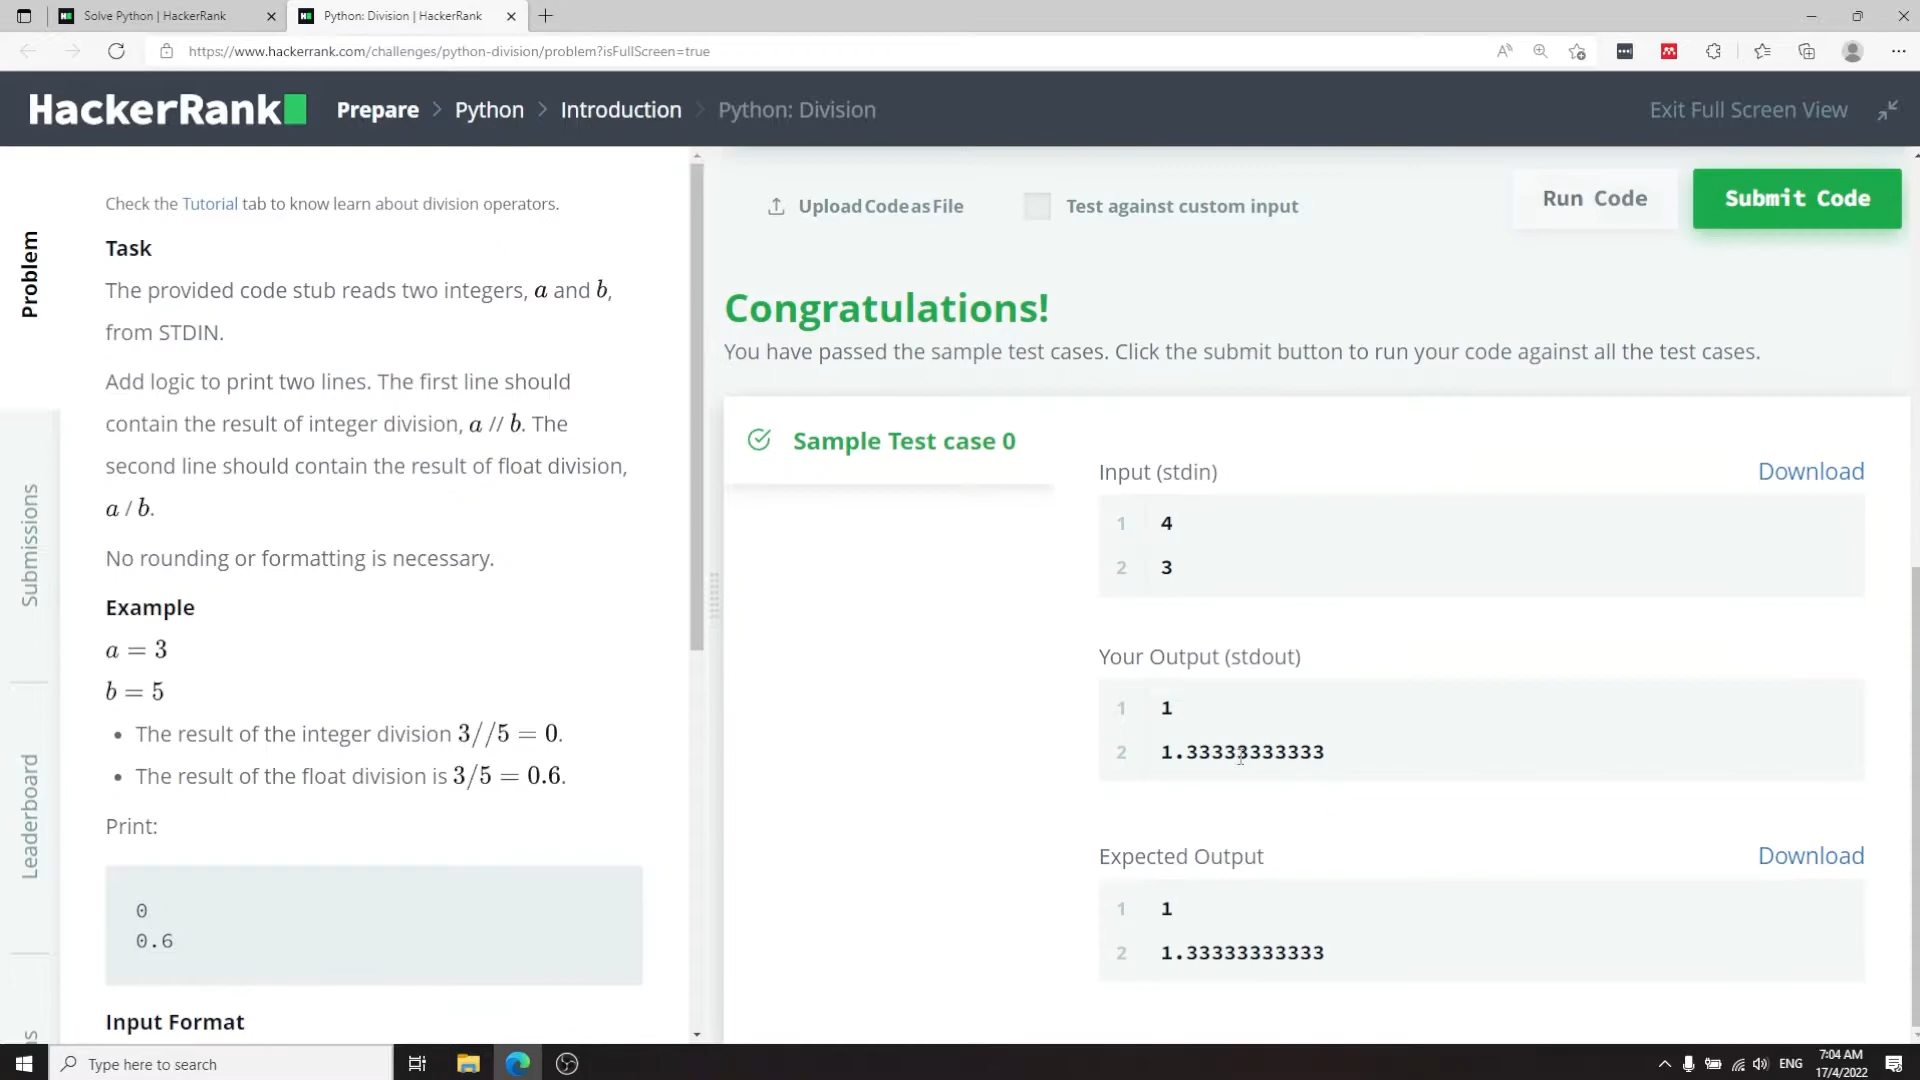 Solve Python | HackerRank
Python: Division | HackerRank
https://www.hackerrank.com/challenges/python-division/problem?isFullScreen=true
HackerRank
Prepare > Python > Introduction > Python: Division
Exit Full Screen View
Problem
Submissions
Leaderboard
Check the Tutorial tab to know learn about division operators.
Task
The provided code stub reads two integers, a and b,
from STDIN.
Add logic to print two lines. The first line should
contain the result of integer division, a // b. The
second line should contain the result of float division,
a / b.
No rounding or formatting is necessary.
Example
a = 3
b = 5
• The result of the integer division 3//5 = 0.
• The result of the float division is 3/5 = 0.6.
Print:
0
0.6
Input Format
Upload Code as File
Test against custom input
Run Code
Submit Code
Congratulations!
You have passed the sample test cases. Click the submit button to run your code against all the test cases.
Sample Test case 0
Input (stdin)
Download
1 4
2 3
Your Output (stdout)
1 1
2 1.33333333333
Expected Output
Download
1 1
2 1.33333333333
Type here to search
ENG
7:04 AM
17/4/2022